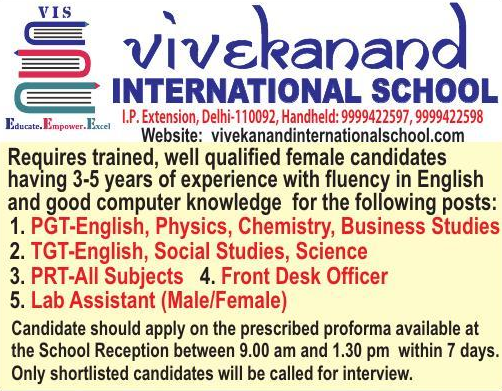 VIS
vivekanand
INTERNATIONAL SCHOOL
Educate.Empower.Excel
I.P. Extension, Delhi-110092, Handheld: 9999422597, 9999422598
Website: vivekanandinternationalschool.com
Requires trained, well qualified female candidates
having 3-5 years of experience with fluency in English
and good computer knowledge for the following posts:
1. PGT-English, Physics, Chemistry, Business Studies
2. TGT-English, Social Studies, Science
3. PRT-All Subjects 4. Front Desk Officer
5. Lab Assistant (Male/Female)
Candidate should apply on the prescribed proforma available at
the School Reception between 9.00 am and 1.30 pm within 7 days.
Only shortlisted candidates will be called for interview.